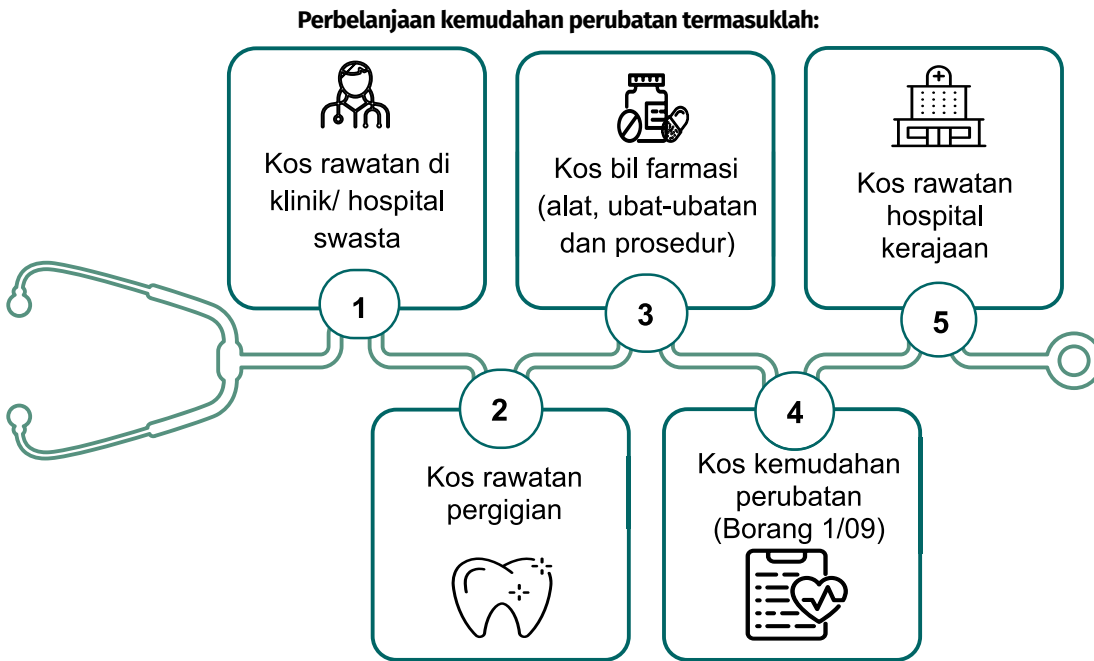 Perbelanjaan kemudahan perubatan termasuklah:
Kos rawatan di
klinik/ hospital
swasta
1
2
Kos rawatan
pergigian
Kos bil farmasi
(alat, ubat-ubatan
dan prosedur)
3
4
Kos kemudahan
perubatan
(Borang 1/09)
Kos rawatan
hospital
kerajaan
5